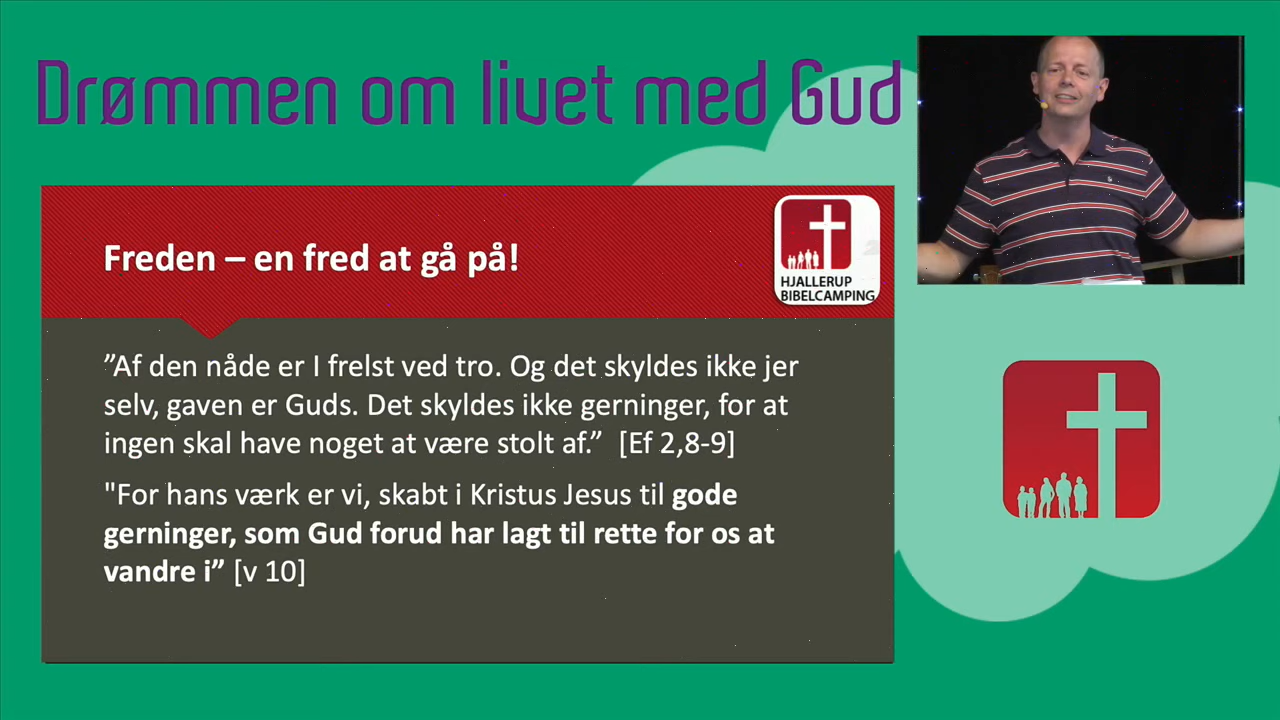 Drømmen om livet med Gud
Freden – en fred at gå på!
HJALLERUP
BIBELCAMPING
”Af den nåde er I frelst ved tro. Og det skyldes ikke jer
selv, gaven er Guds. Det skyldes ikke gerninger, for at
ingen skal have noget at være stolt af.” [Ef 2,8-9]
"For hans værk er vi, skabt i Kristus Jesus til gode
gerninger, som Gud forud har lagt til rette for os at
vandre i” [v 10]